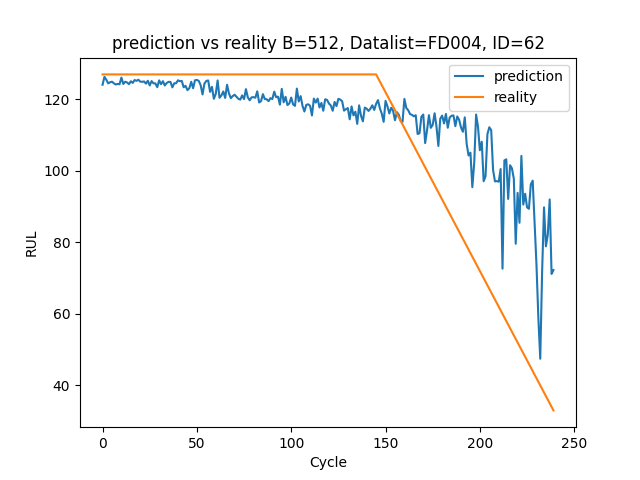 prediction vs reality B=512, Datalist=FD004, ID=62
prediction
reality
RUL
120
100
80
60
40
0 50 100 150 200 250
Cycle